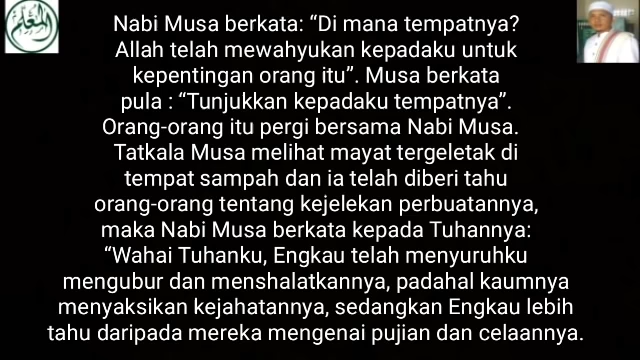 Nabi Musa berkata: “Di mana tempatnya?
Allah telah mewahyukan kepadaku untuk
kepentingan orang itu”. Musa berkata
pula : “Tunjukkan kepadaku tempatnya”.
Orang-orang itu pergi bersama Nabi Musa.
Tatkala Musa melihat mayat tergeletak di
tempat sampah dan ia telah diberi tahu
orang-orang tentang kejelekan perbuatannya,
maka Nabi Musa berkata kepada Tuhannya:
“Wahai Tuhanku, Engkau telah menyuruhku
mengubur dan menshalatkannya, padahal kaumnya
menyaksikan kejahatannya, sedangkan Engkau lebih
tahu daripada mereka mengenai pujian dan celaannya.